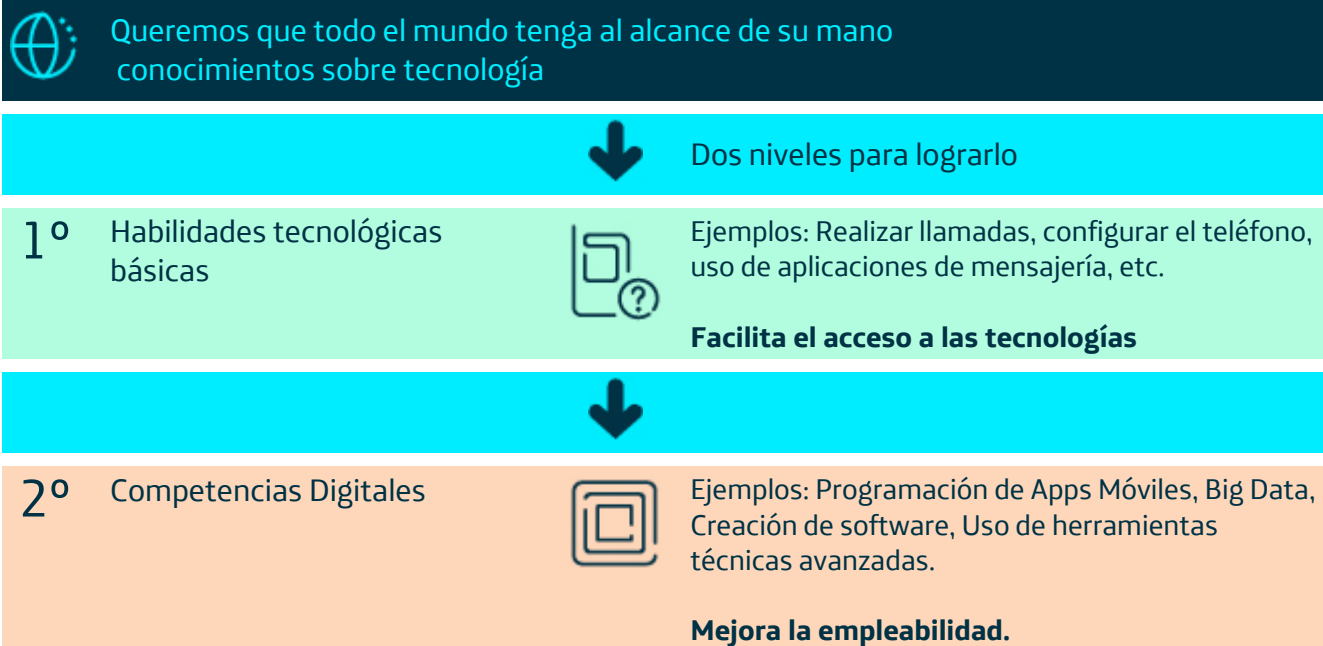 Queremos que todo el mundo tenga al alcance de su mano
conocimientos sobre tecnología
Dos niveles para lograrlo
1º
Habilidades tecnológicas
básicas
Ejemplos: Realizar llamadas, configurar el teléfono,
uso de aplicaciones de mensajería, etc.
Facilita el acceso a las tecnologías
2º
Competencias Digitales
Ejemplos: Programación de Apps Móviles, Big Data,
Creación de software, Uso de herramientas
técnicas avanzadas.
Mejora la empleabilidad.